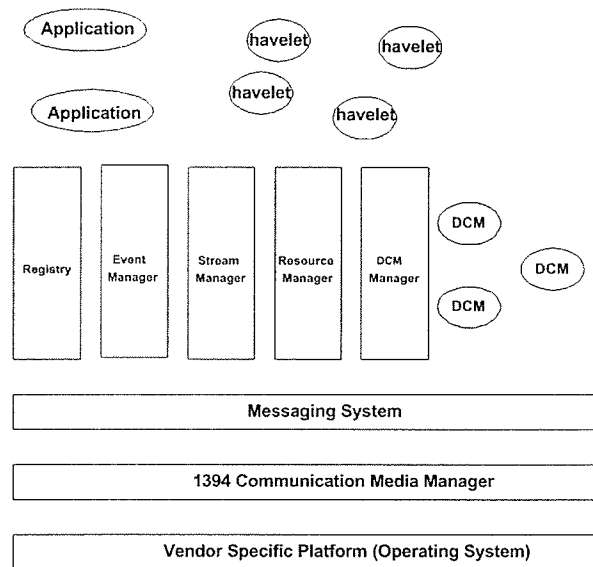 Application
havelet
havelet
havelet
Application
havelet
Registry
Event
Manager
Stream
Manager
Resource
Manager
DCM
Manager
DCM
DCM
DCM
Messaging System
1394 Communication Media Manager
Vendor Specific Platform (Operating System)